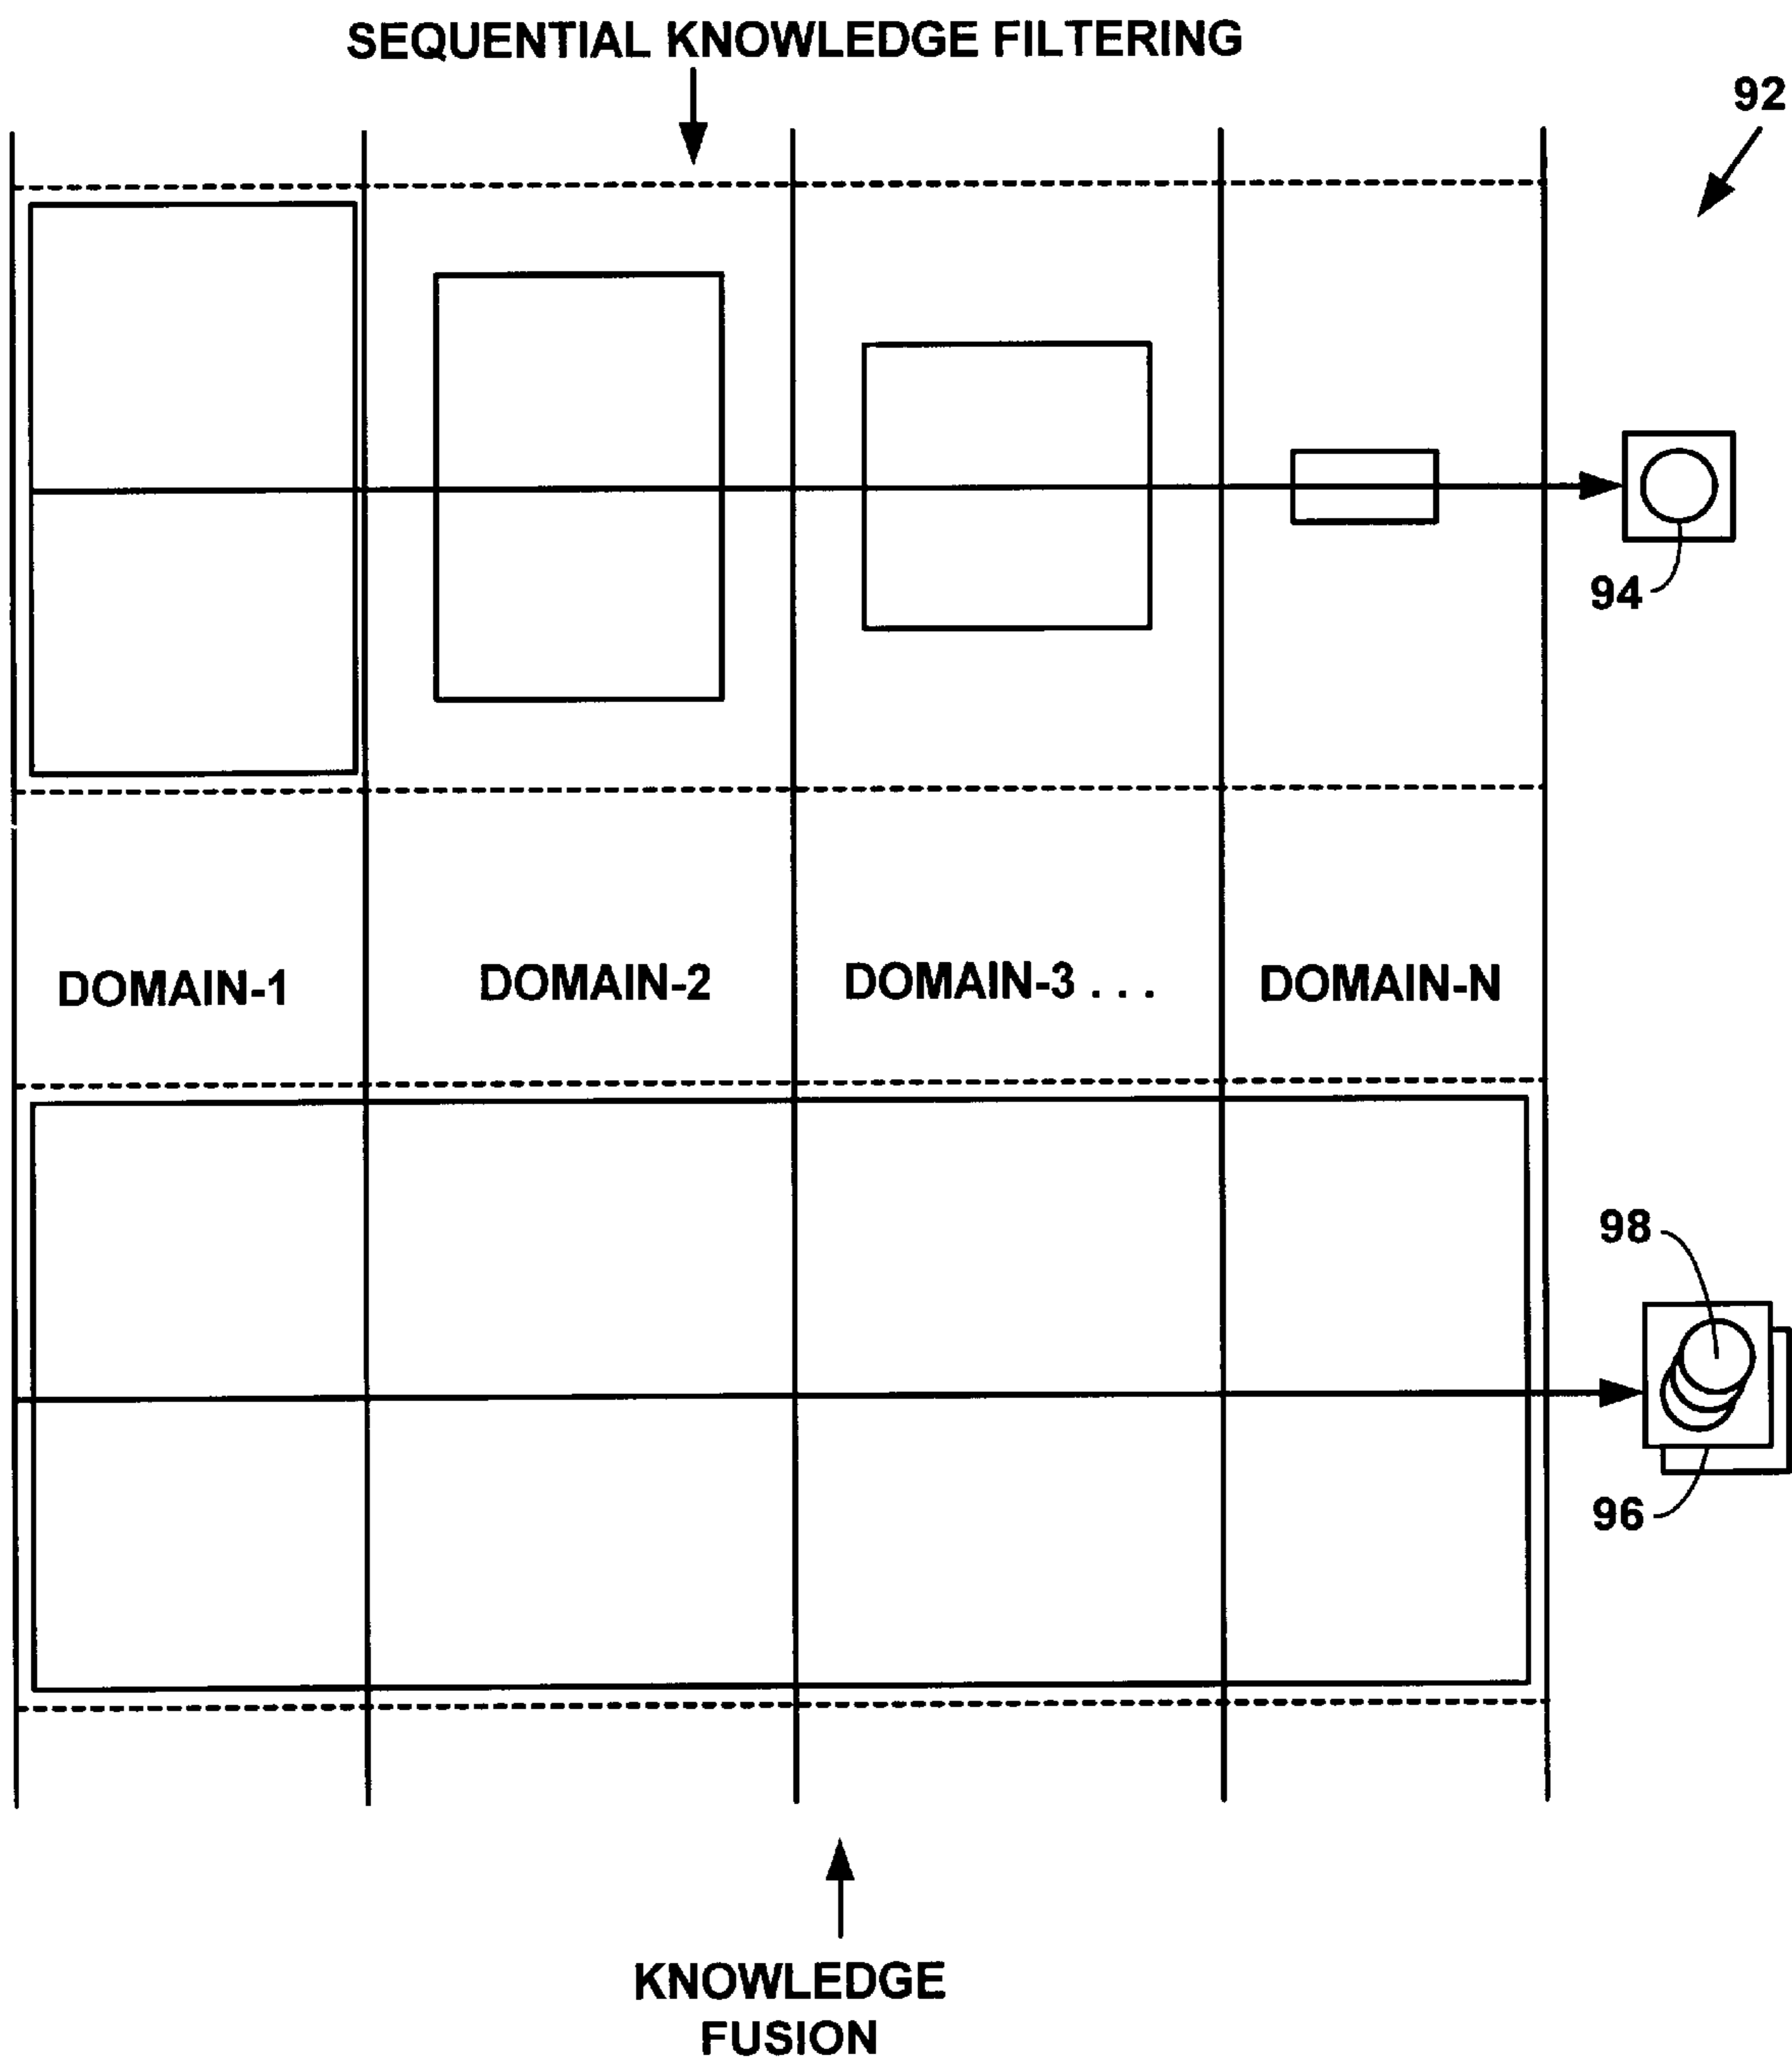 SEQUENTIAL KNOWLEDGE FILTERING
92
94
DOMAIN-1
DOMAIN-2
DOMAIN-3 . . .
DOMAIN-N
98
96
KNOWLEDGE
FUSION